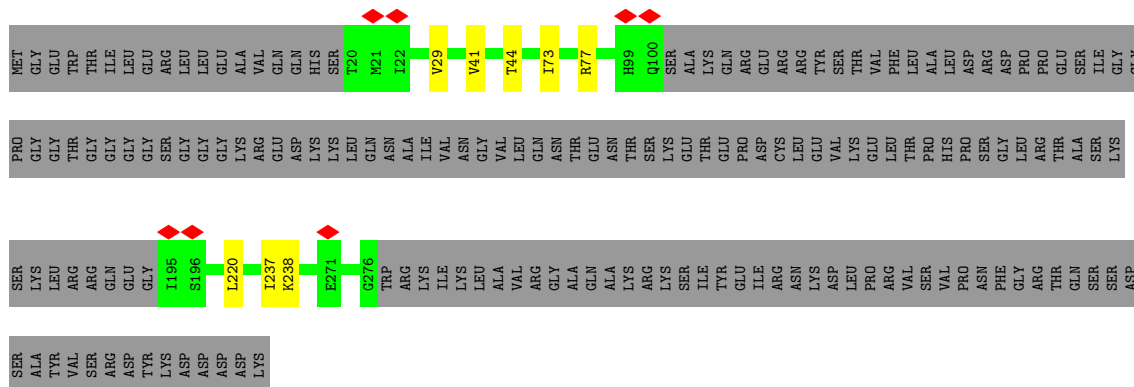 MET GLY GLU TRP THR ILE LEU GLU ARG LEU LEU GLU ALA VAL GLN GLN HIS SER T20 M21 I22 V29 V41 T44 I73 R77 H99 Q100 SER ALA LYS GLN ARG GLU ARG ARG TYR SER THR VAL PHE LEU ALA LEU ASP ARG ASP PRO PRO GLU SER ILE GLY
PRO GLY GLY THR GLY GLY GLY GLY SER GLY GLY GLY LYS ARG GLU ASP LYS LYS LEU GLN ASN ALA ILE VAL ASN GLY VAL LEU GLN ASN THR GLU ASN THR SER LYS GLU THR GLU PRO ASP CYS LEU GLU VAL LYS GLU LEU THR PRO HIS PRO SER GLY LEU ARG THR ALA SER LYS
SER LYS LEU ARG ARG GLN GLU GLY I195 S196 L220 I237 K238 E271 G276 TRP ARG LYS ILE LYS LEU ALA VAL ARG GLY ALA GLN ALA LYS ARG LYS SER ILE TYR GLU ILE ARG ASN LYS ASP LEU PRO ARG VAL SER VAL PRO ASN PHE GLY ARG THR GLN SER SER ASP
SER ALA TYR VAL SER ARG ASP TYR LYS ASP ASP ASP ASP LYS